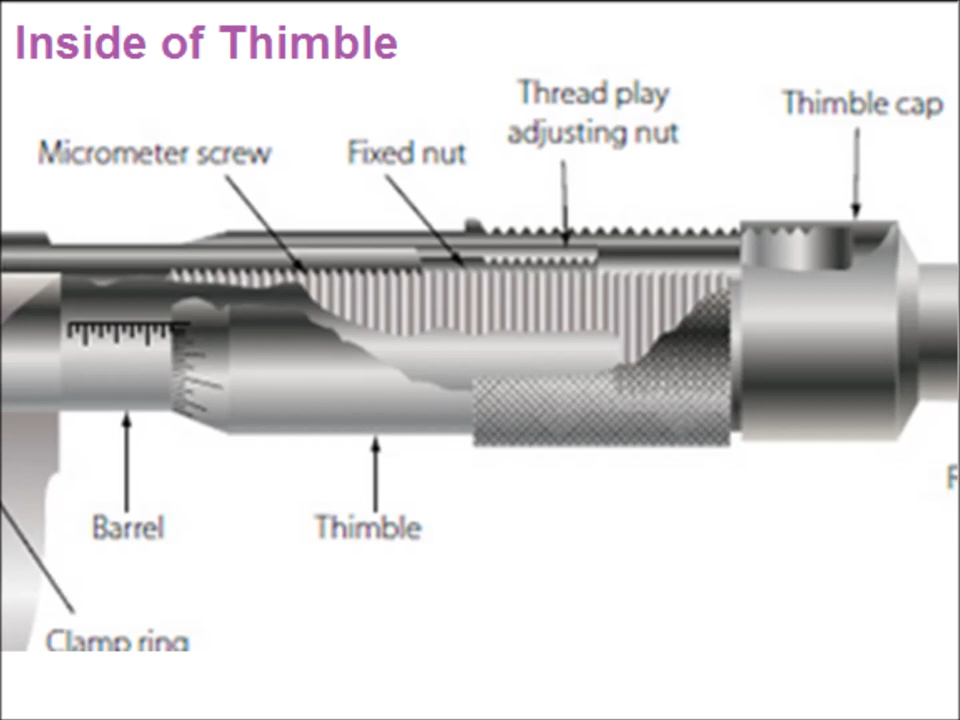 Inside of Thimble
Thread play
adjusting nut
Thimble cap
Micrometer screw
Fixed nut
Barrel
Thimble
Clamp ring